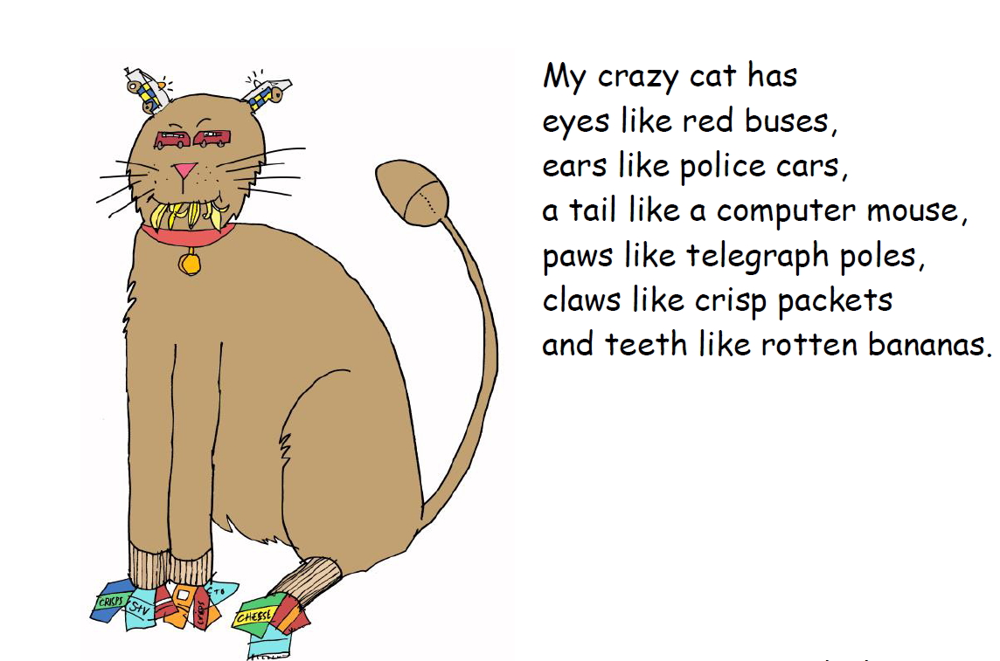 My crazy cat has
eyes like red buses,
ears like police cars,
a tail like a computer mouse,
paws like telegraph poles,
claws like crisp packets
and teeth like rotten bananas.
CRISPS
S+V
CRISPS
CHEESE